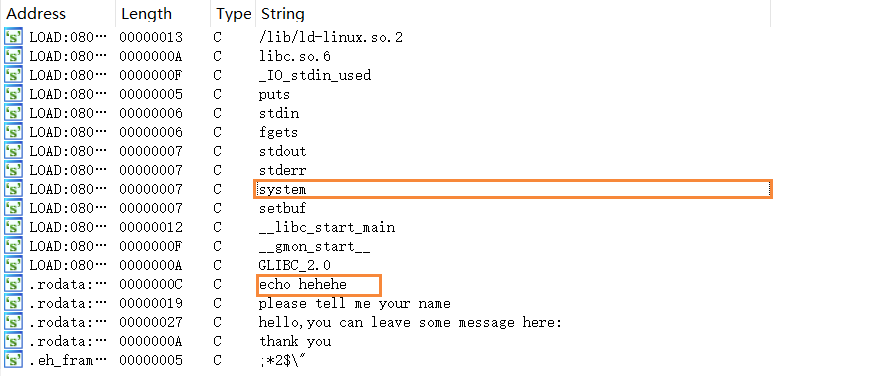 Address Length Type String
's' LOAD:080… 00000013 C /lib/ld-linux.so.2
's' LOAD:080… 0000000A C libc.so.6
's' LOAD:080… 0000000F C _IO_stdin_used
's' LOAD:080… 00000005 C puts
's' LOAD:080… 00000006 C stdin
's' LOAD:080… 00000006 C fgets
's' LOAD:080… 00000007 C stdout
's' LOAD:080… 00000007 C stderr
's' LOAD:080… 00000007 C system
's' LOAD:080… 00000007 C setbuf
's' LOAD:080… 00000012 C __libc_start_main
's' LOAD:080… 0000000F C __gmon_start__
's' LOAD:080… 0000000A C GLIBC_2.0
's' .rodata:… 0000000C C echo hehehe
's' .rodata:… 00000019 C please tell me your name
's' .rodata:… 00000027 C hello,you can leave some message here:
's' .rodata:… 0000000A C thank you
's' .eh_fram… 00000005 C ;*2$\"